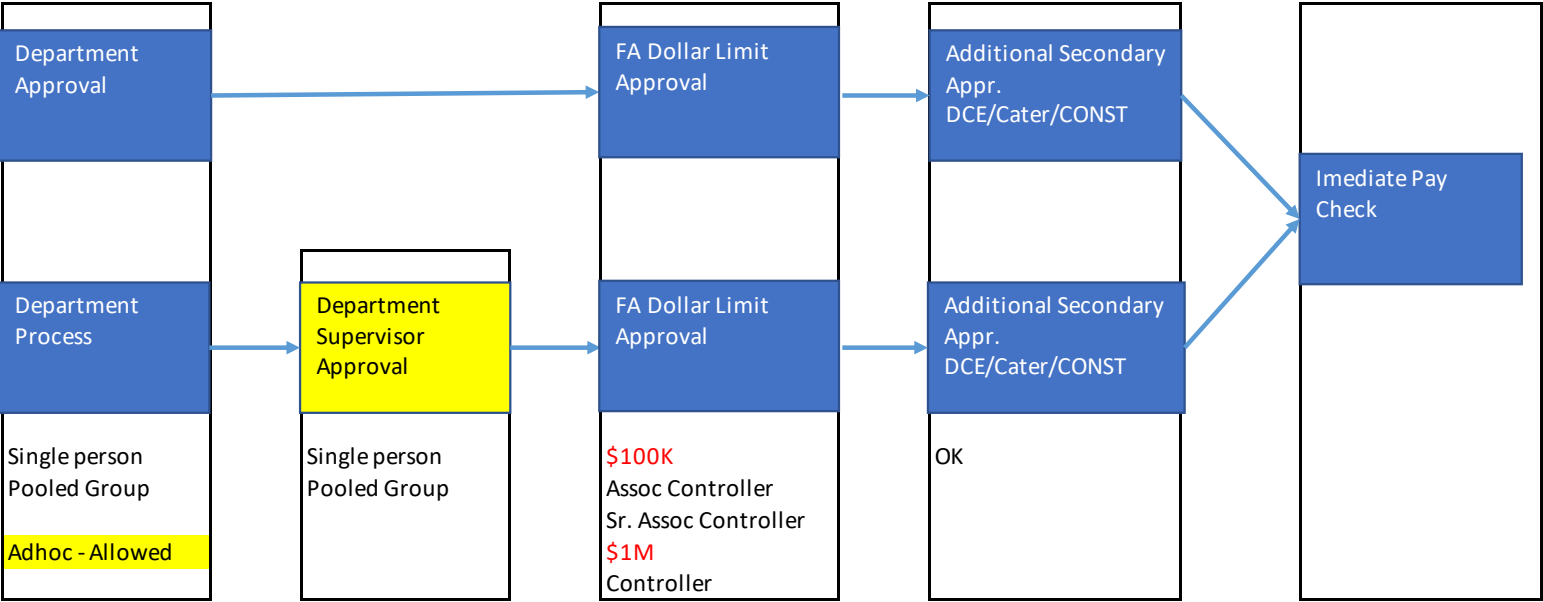 Department
Approval
FA Dollar Limit
Approval
Additional Secondary
Appr.
DCE/Cater/CONST
Imediate Pay
Check
Department
Process
Department
Supervisor
Approval
FA Dollar Limit
Approval
Additional Secondary
Appr.
DCE/Cater/CONST
Single person
Pooled Group
Adhoc - Allowed
Single person
Pooled Group
$100K
Assoc Controller
Sr. Assoc Controller
$1M
Controller
OK